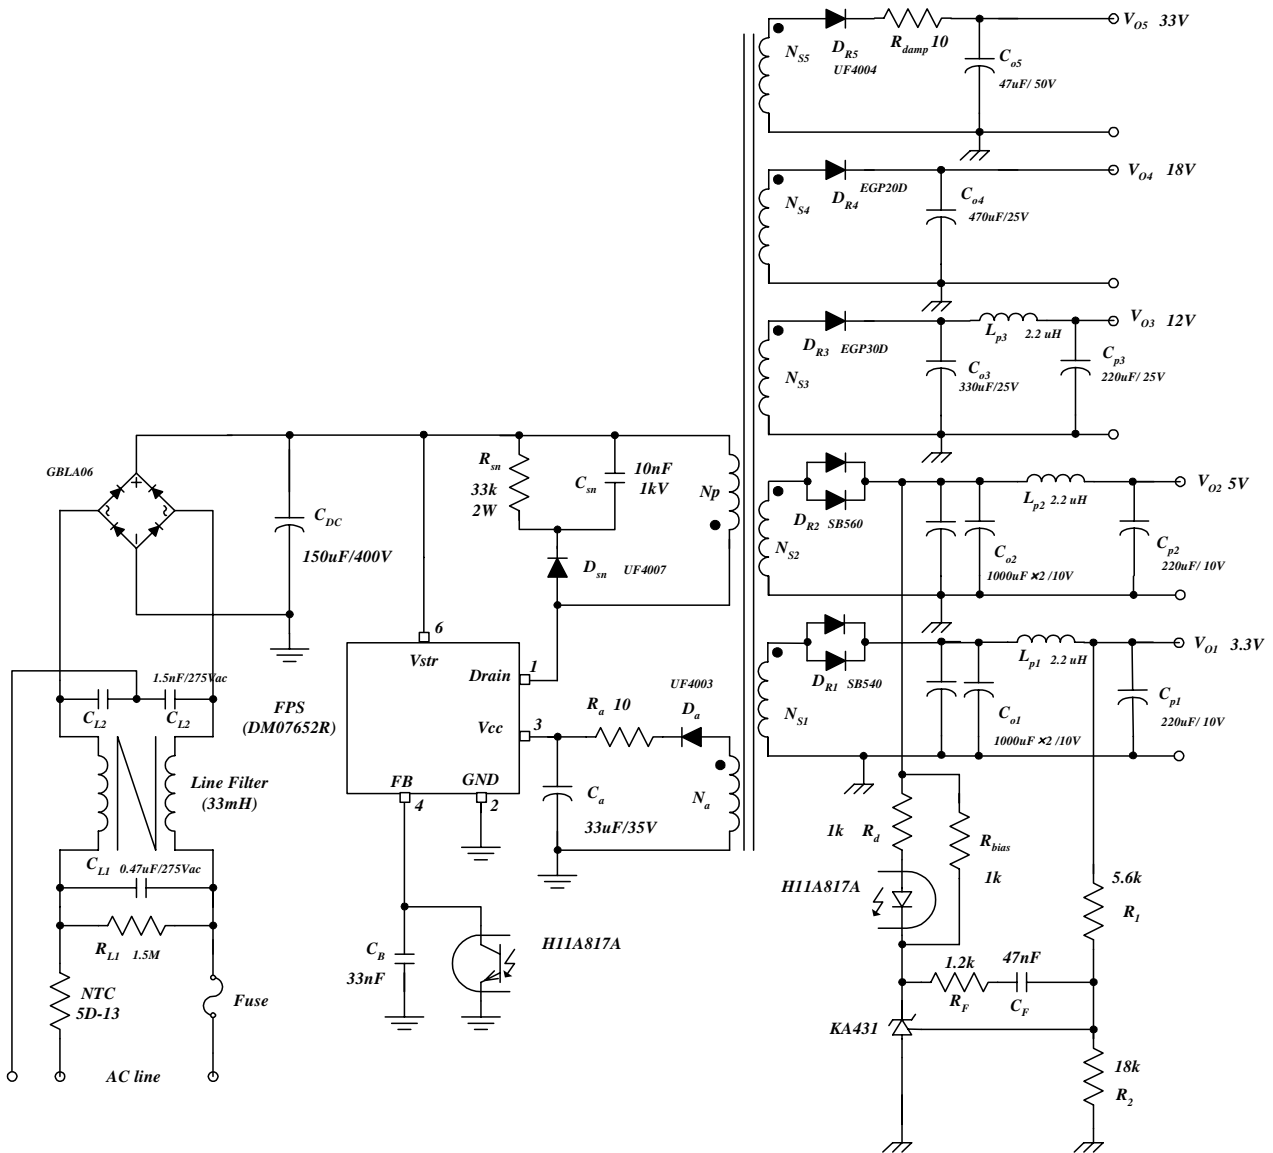 V_O5 33V
N_S5
D_R5
UF4004
R_damp 10
C_o5
47uF/ 50V
V_O4 18V
N_S4
D_R4
EGP20D
C_o4
470uF/25V
V_O3 12V
N_S3
D_R3 EGP30D
L_p3 2.2 uH
C_o3
330uF/25V
C_p3
220uF/ 25V
V_O2 5V
N_S2
D_R2 SB560
L_p2 2.2 uH
C_o2
1000uF ×2 /10V
C_p2
220uF/ 10V
V_O1 3.3V
N_S1
D_R1 SB540
L_p1 2.2 uH
C_o1
1000uF ×2 /10V
C_p1
220uF/ 10V
GBLA06
+
−
C_DC
150uF/400V
R_sn
33k
2W
C_sn
10nF
1kV
Np
D_sn UF4007
6
Vstr
Drain 1
FPS
(DM07652R)
Vcc 3
FB
4
GND
2
R_a 10
UF4003
D_a
C_a
33uF/35V
N_a
1.5nF/275Vac
C_L2
C_L2
Line Filter
(33mH)
C_L1 0.47uF/275Vac
R_L1 1.5M
NTC
5D-13
Fuse
AC line
C_B
33nF
H11A817A
1k R_d
R_bias
1k
H11A817A
5.6k
R_1
1.2k
R_F
47nF
C_F
KA431
18k
R_2